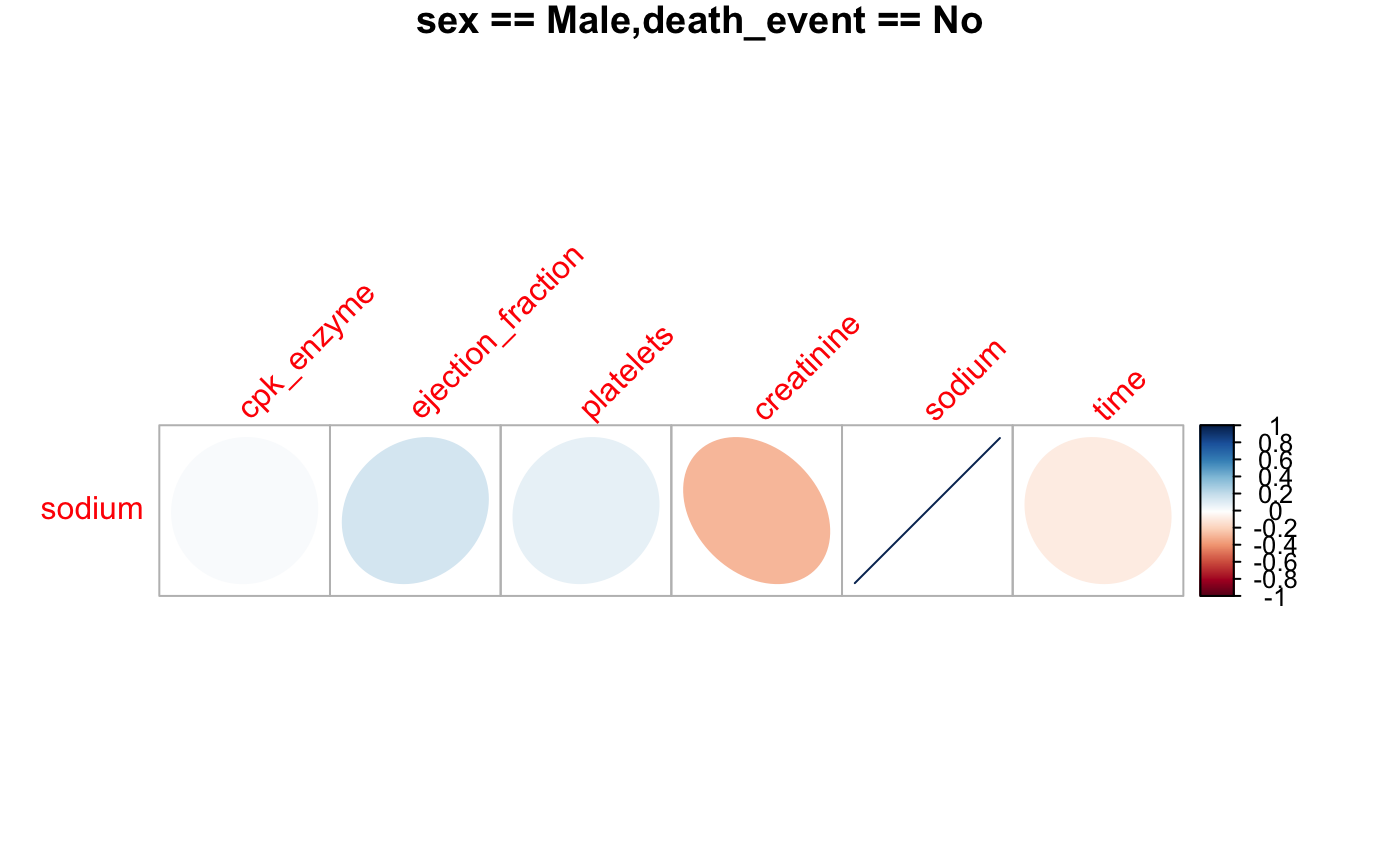 sex == Male,death_event == No
cpk_enzyme
ejection_fraction
platelets
creatinine
sodium
time
sodium
1
0.8
0.6
0.4
0.2
0
-0.2
-0.4
-0.6
-0.8
-1